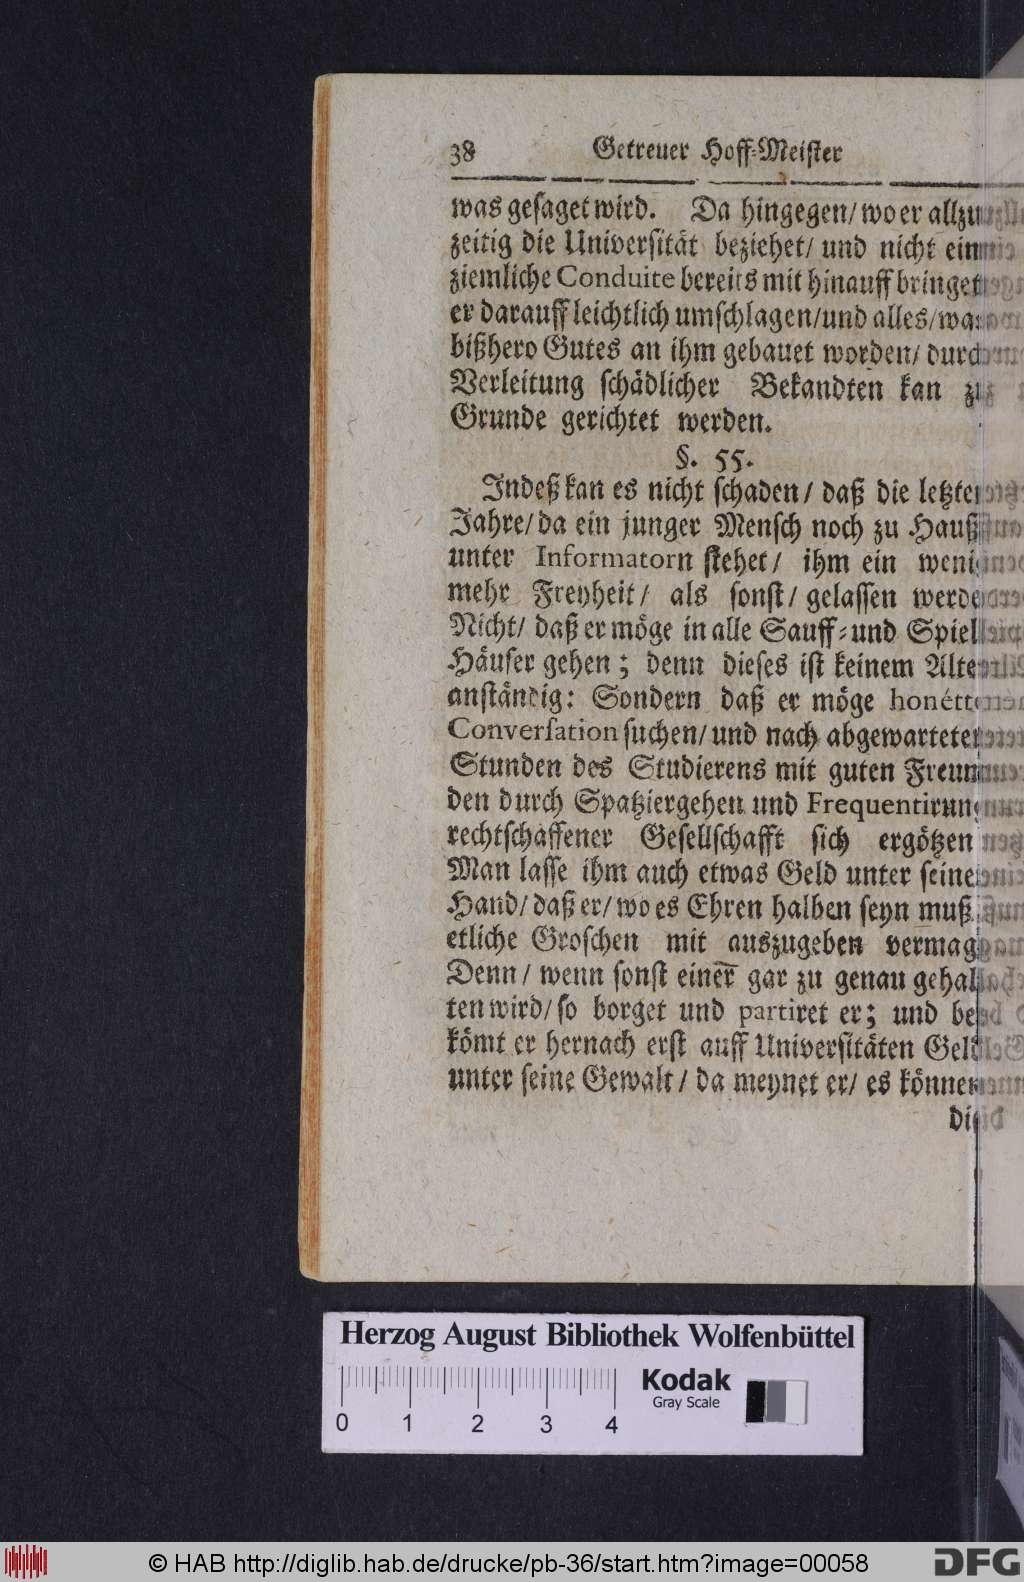 38 Getreuer Hoff-Meister
was gesaget wird. Da hingegen/ wo er allzu
zeitig die Universität beziehet/ und nicht ein
ziemliche Conduite bereits mit hinauff bringet
er darauff leichtlich umschlagen/ und alles/ was
bißhero Gutes an ihm gebauet worden/ durch
Verleitung schädlicher Bekandten kan zu
Grunde gerichtet werden.
§. 55.
Indeß kan es nicht schaden/ daß die letzten
Jahre/ da ein junger Mensch noch zu Hauß
unter Informatorn stehet/ ihm ein wenig
mehr Freyheit/ als sonst/ gelassen werde
Nicht/ daß er möge in alle Sauff- und Spiel
Häuser gehen; denn dieses ist keinem Alter
anständig: Sondern daß er möge honétte
Conversation suchen/ und nach abgewarteten
Stunden des Studierens mit guten Freun
den durch Spatziergehen und Frequentirung
rechtschaffener Gesellschafft sich ergötzen
Man lasse ihm auch etwas Geld unter seiner
Hand/ daß er/ wo es Ehren halben seyn muß
etliche Groschen mit auszugeben vermag
Denn/ wenn sonst einer̅ gar zu genau gehal
ten wird/ so borget und partiret er; und be
kömt er hernach erst auff Universitäten Geld
unter seine Gewalt/ da meynet er/ es können
die
Herzog August Bibliothek Wolfenbüttel
Kodak
Gray Scale
0 1 2 3 4
© HAB http://diglib.hab.de/drucke/pb-36/start.htm?image=00058
DFG